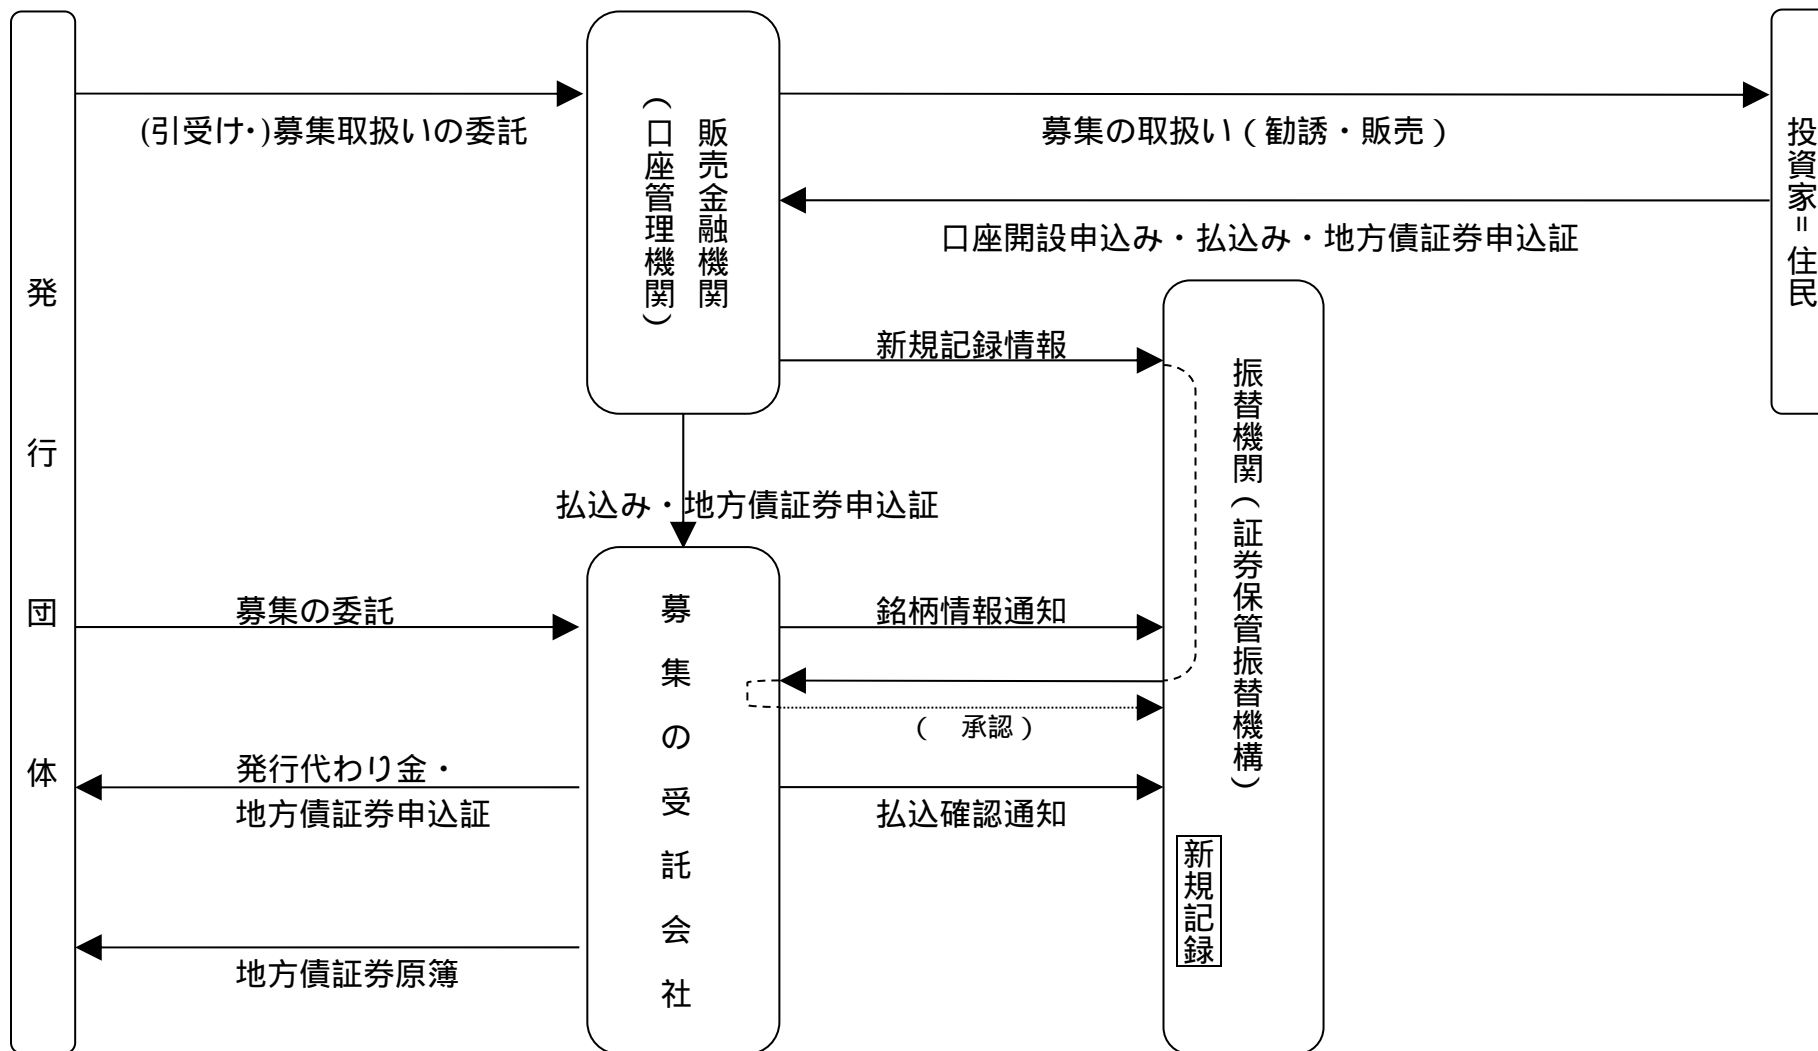 発行団体
(引受け・)募集取扱いの委託
販売金融機関
(口座管理機関)
募集の取扱い(勧誘・販売)
口座開設申込み・払込み・地方債証券申込証
投資家=住民
新規記録情報
払込み・地方債証券申込証
振替機関(証券保管振替機構)
募集の委託
募集の受託会社
銘柄情報通知
( 承認)
発行代わり金・
地方債証券申込証
払込確認通知
新規記録
地方債証券原簿